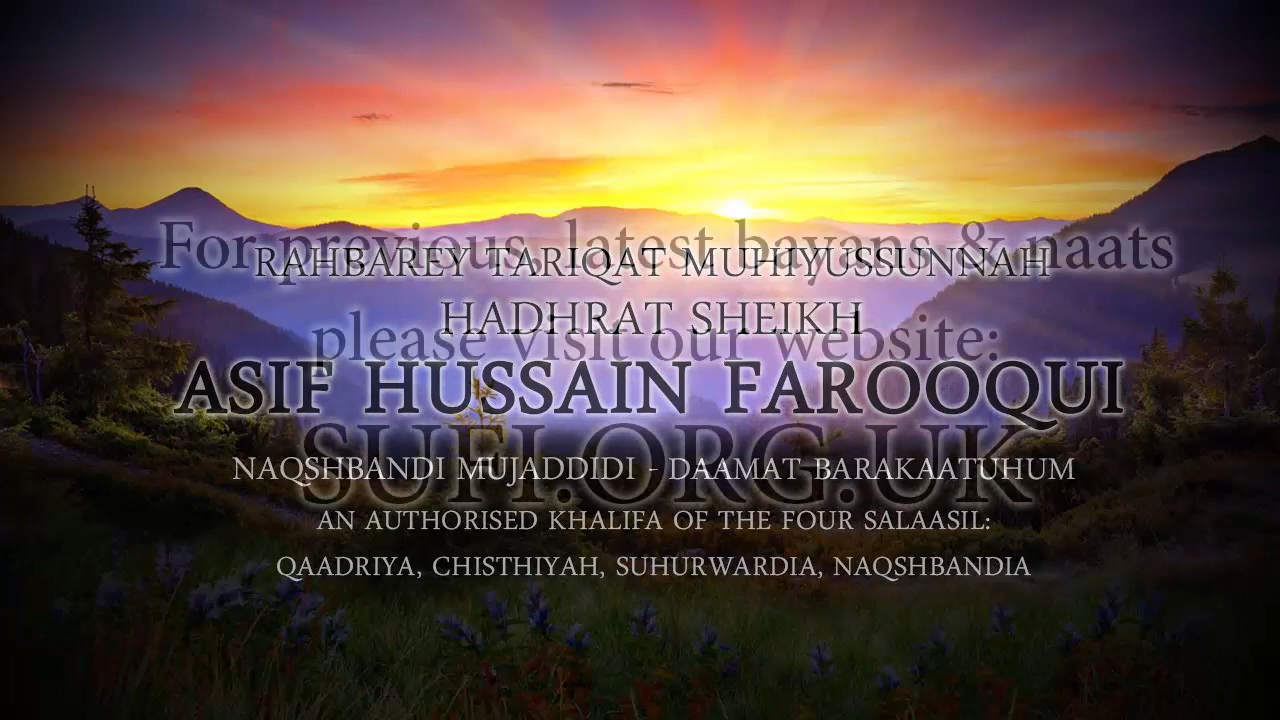 For previous, latest bayans & naats
RAHBAREY TARIQAT MUHIYUSSUNNAH
HADHRAT SHEIKH
please visit our website:
ASIF HUSSAIN FAROOQUI
SUFI.ORG.UK
NAQSHBANDI MUJADDIDI - DAAMAT BARAKAATUHUM
AN AUTHORISED KHALIFA OF THE FOUR SALAASIL:
QAADRIYA, CHISTHIYAH, SUHURWARDIA, NAQSHBANDIA